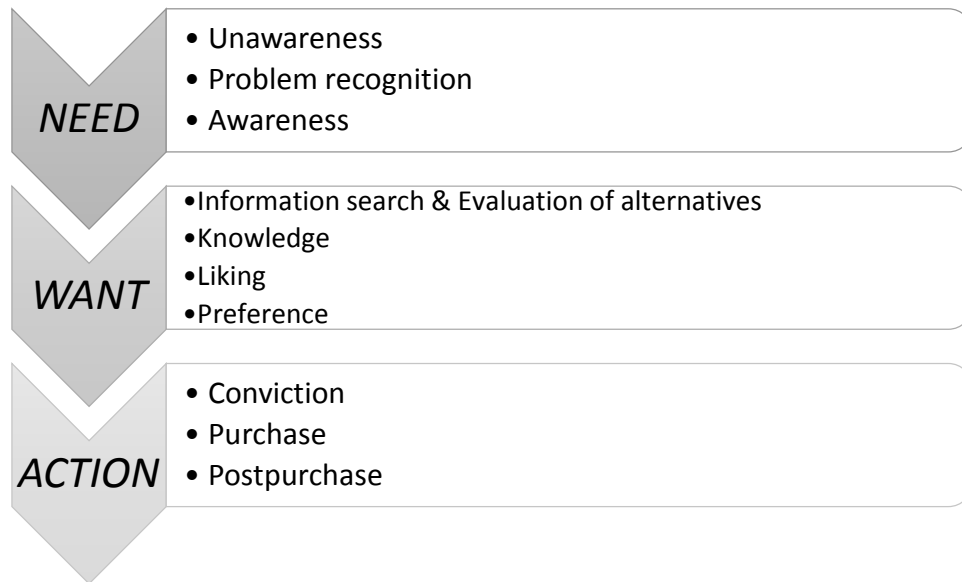 NEED
• Unawareness
• Problem recognition
• Awareness
WANT
•Information search & Evaluation of alternatives
•Knowledge
•Liking
•Preference
ACTION
• Conviction
• Purchase
• Postpurchase